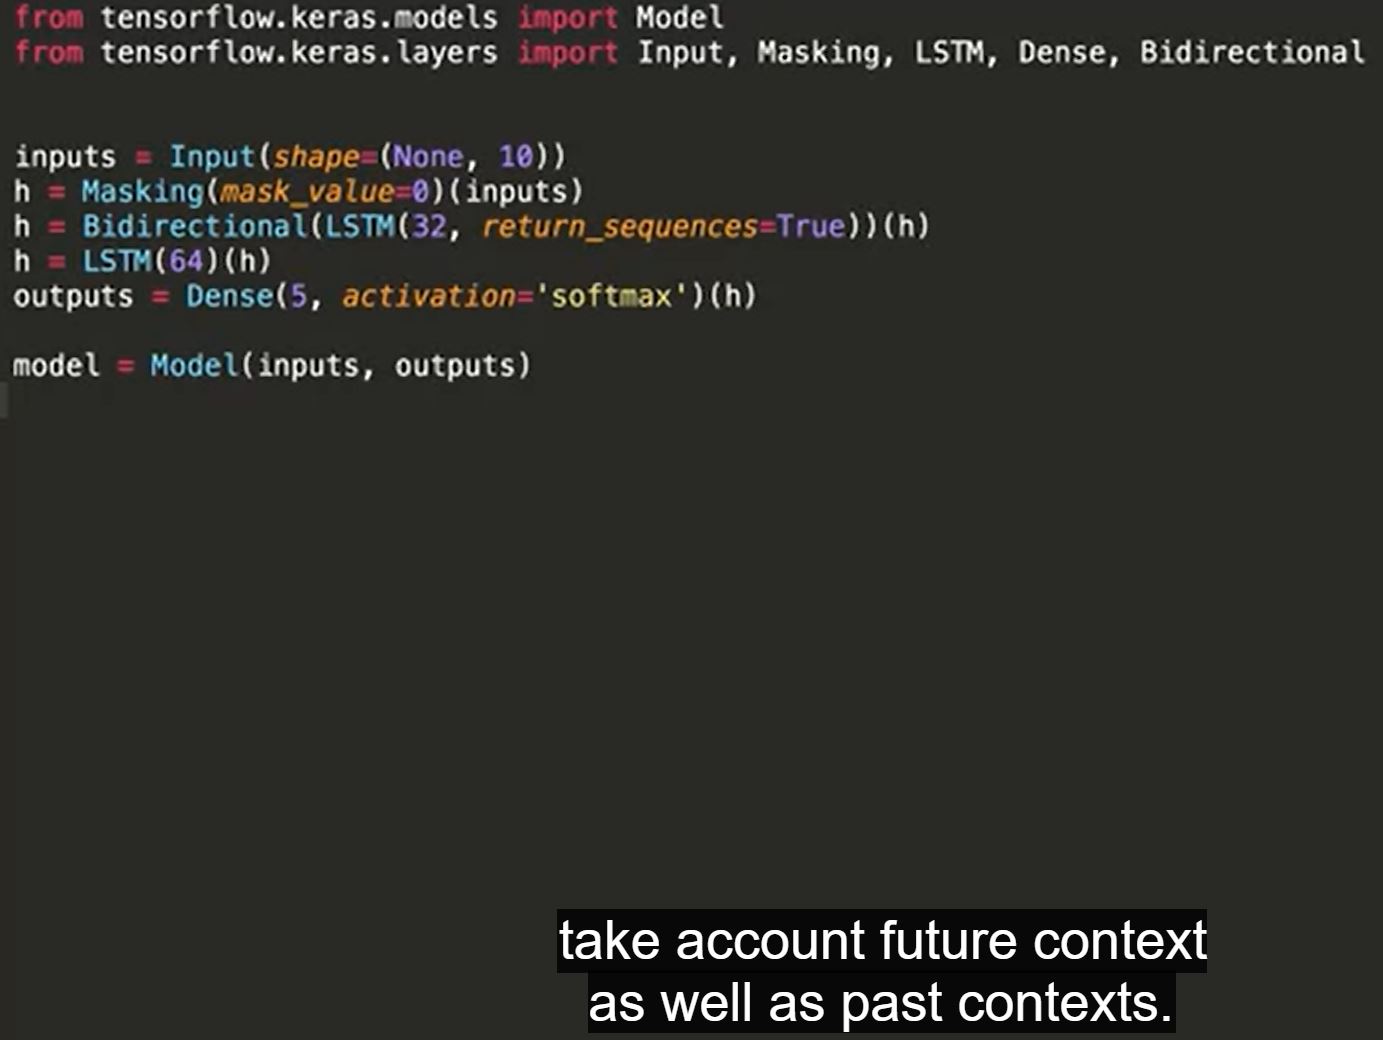 from tensorflow.keras.models import Model
from tensorflow.keras.layers import Input, Masking, LSTM, Dense, Bidirectional
inputs = Input(shape=(None, 10))
h = Masking(mask_value=0)(inputs)
h = Bidirectional(LSTM(32, return_sequences=True))(h)
h = LSTM(64)(h)
outputs = Dense(5, activation='softmax')(h)
model = Model(inputs, outputs)
take account future context
as well as past contexts.